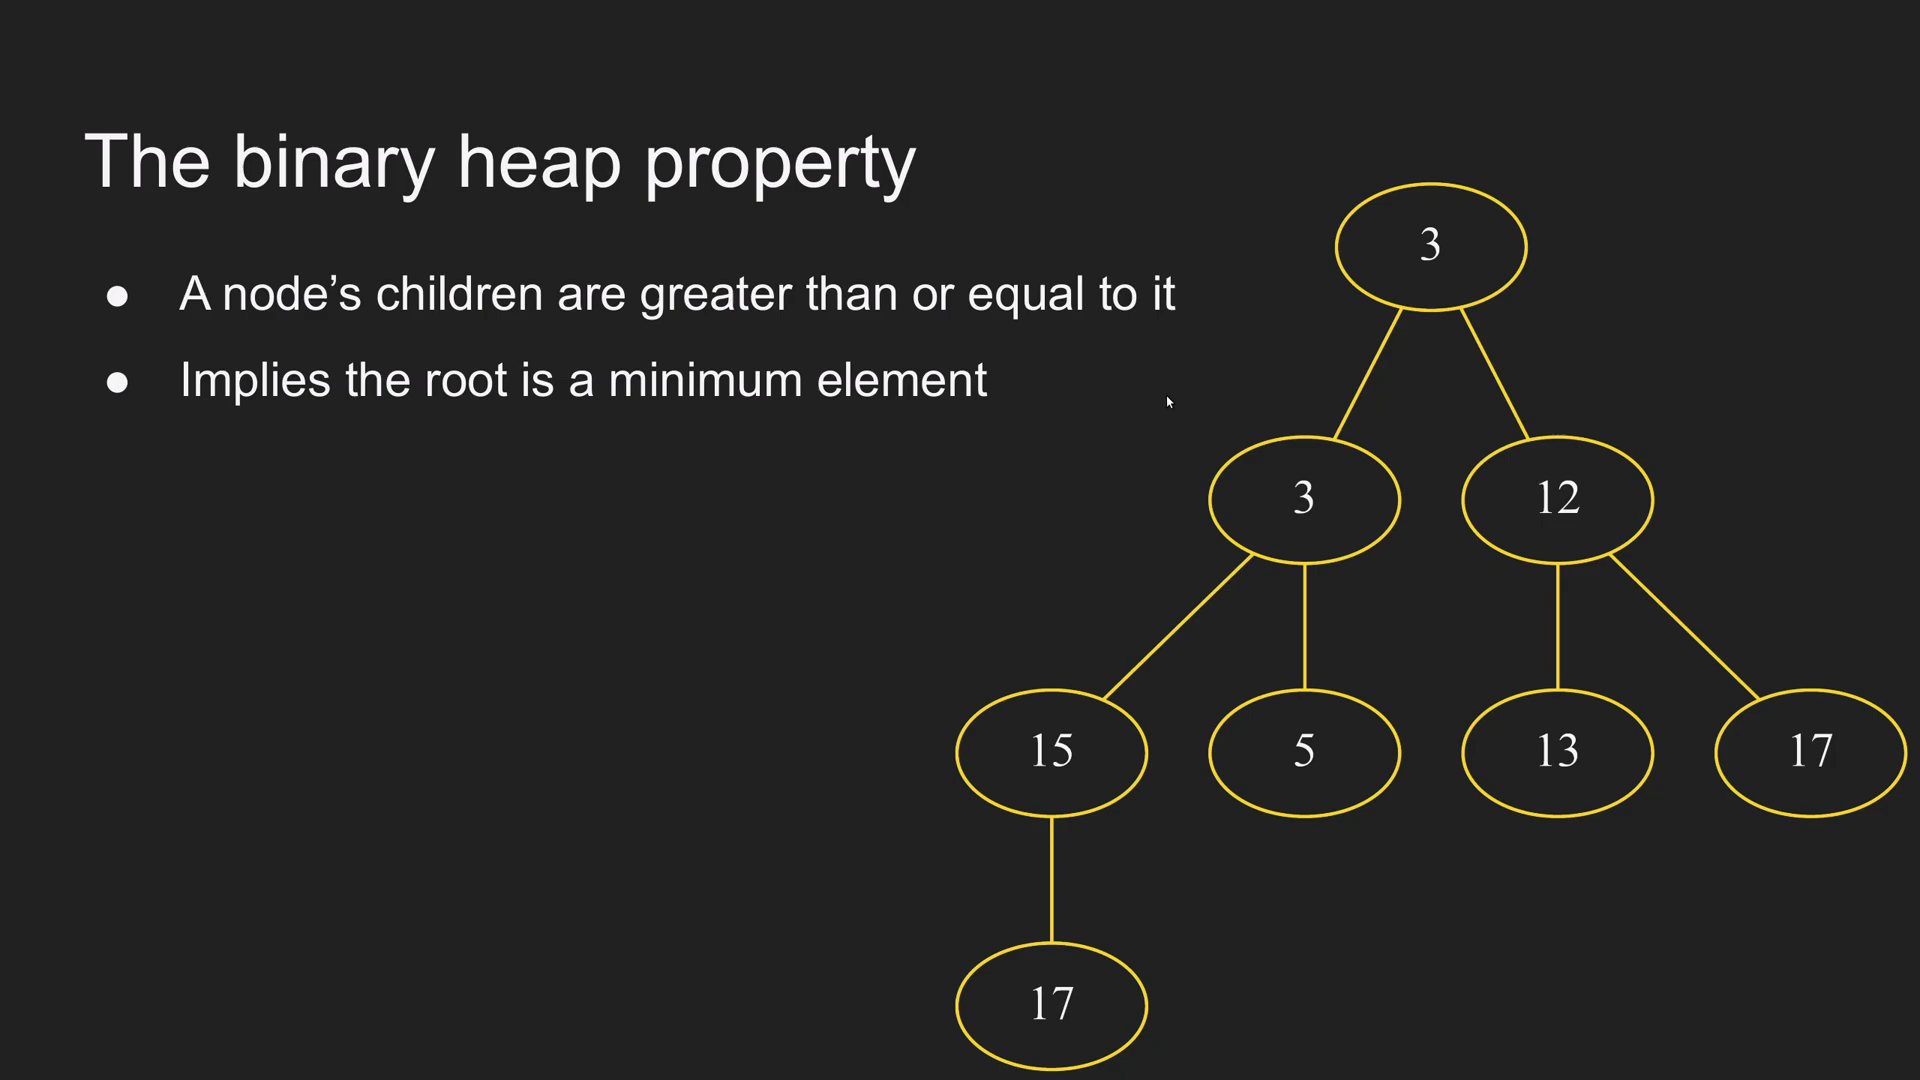 The binary heap property
● A node’s children are greater than or equal to it
● Implies the root is a minimum element
3
3 12
15 5 13 17
17